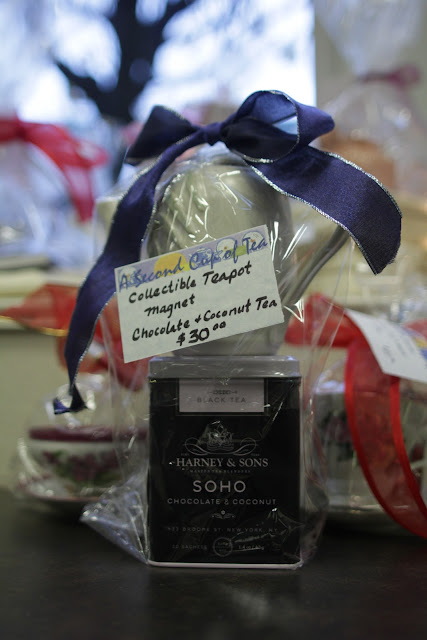 A Second Cup of Tea
Collectible Teapot
magnet
Chocolate & Coconut Tea
$30.00
BLACK TEA
HARNEY & SONS
SOHO
CHOCOLATE & COCONUT